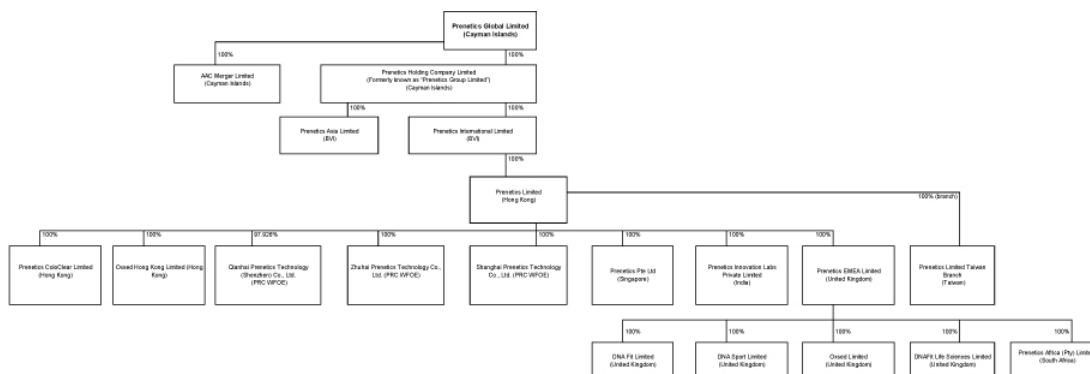 Prenetics Global Limited
(Cayman Islands)
100%
100%
AAC Merger Limited
(Cayman Islands)
Prenetics Holding Company Limited
(Formerly known as "Prenetics Group Limited")
(Cayman Islands)
100%
100%
Prenetics Asia Limited
(BVI)
Prenetics International Limited
(BVI)
100%
Prenetics Limited
(Hong Kong)
100% (branch)
100%
100%
97.926%
100%
100%
100%
100%
100%
Prenetics ColoClear Limited
(Hong Kong)
Oxsed Hong Kong Limited (Hong
Kong)
Qianhai Prenetics Technology
(Shenzhen) Co., Ltd.
(PRC WFOE)
Zhuhai Prenetics Technology Co.,
Ltd. (PRC WFOE)
Shanghai Prenetics Technology
Co., Ltd. (PRC WFOE)
Prenetics Pte Ltd
(Singapore)
Prenetics Innovation Labs
Private Limited
(India)
Prenetics EMEA Limited
(United Kingdom)
Prenetics Limited Taiwan
Branch
(Taiwan)
100%
100%
100%
100%
100%
DNA Fit Limited
(United Kingdom)
DNA Sport Limited
(United Kingdom)
Oxsed Limited
(United Kingdom)
DNAFit Life Sciences Limited
(United Kingdom)
Prenetics Africa (Pty) Limited
(South Africa)